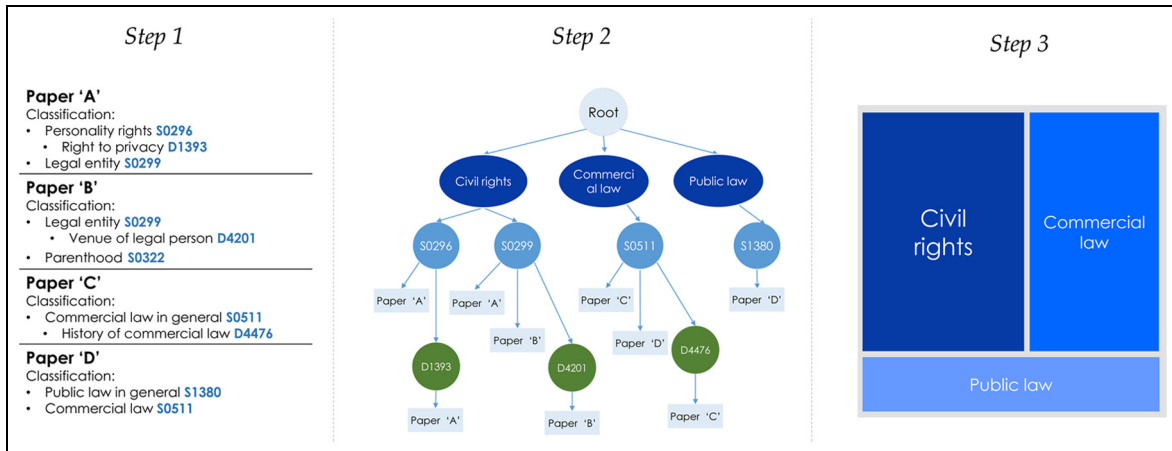 Step 1
Paper ‘A’
Classification:
• Personality rights S0296
• Right to privacy D1393
• Legal entity S0299
Paper ‘B’
Classification:
• Legal entity S0299
• Venue of legal person D4201
• Parenthood S0322
Paper ‘C’
Classification:
• Commercial law in general S0511
• History of commercial law D4476
Paper ‘D’
Classification:
• Public law in general S1380
• Commercial law S0511
Step 2
Root
Civil rights
Commerci
al law
Public law
S0296
S0299
S0511
S1380
Paper ‘A’
Paper ‘A’
Paper ‘C’
Paper ‘D’
Paper ‘B’
Paper ‘D’
D1393
D4201
D4476
Paper ‘A’
Paper ‘B’
Paper ‘C’
Step 3
Civil
rights
Commercial
law
Public law